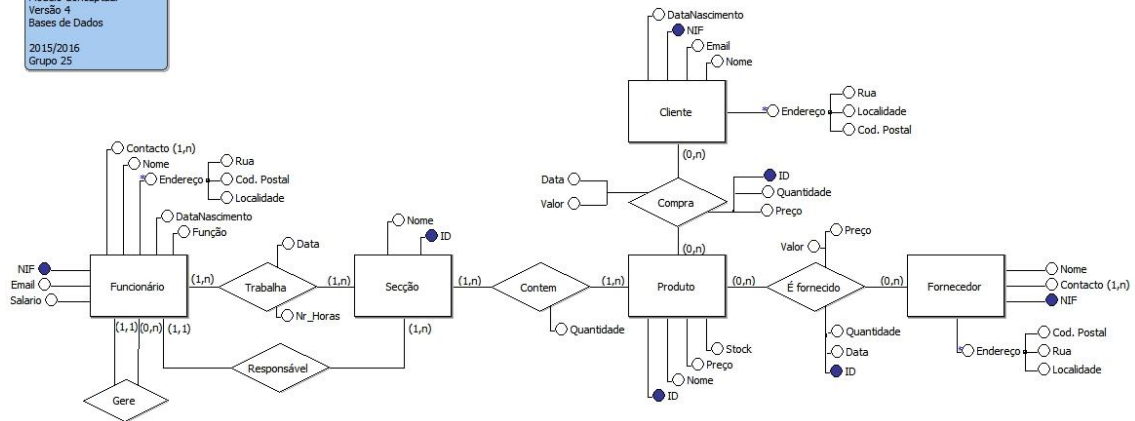 Versão 4
Bases de Dados
2015/2016
Grupo 25
DataNascimento
NIF
Email
Nome
Cliente
Endereço
Rua
Localidade
Cod. Postal
(0,n)
Data
Valor
Compra
ID
Quantidade
Preço
(0,n)
Contacto (1,n)
Nome
Endereço
Rua
Cod. Postal
Localidade
DataNascimento
Função
NIF
Email
Salario
Funcionário
(1,n)
Data
Trabalha
Nr_Horas
(1,n)
Nome
ID
Secção
(1,n)
Contem
Quantidade
(1,n)
Produto
Stock
Preço
Nome
ID
(0,n)
Preço
Valor
É fornecido
Quantidade
Data
ID
(0,n)
Fornecedor
Nome
Contacto (1,n)
NIF
Endereço
Cod. Postal
Rua
Localidade
(1,1)
(0,n)
(1,1)
(1,n)
Responsável
Gere